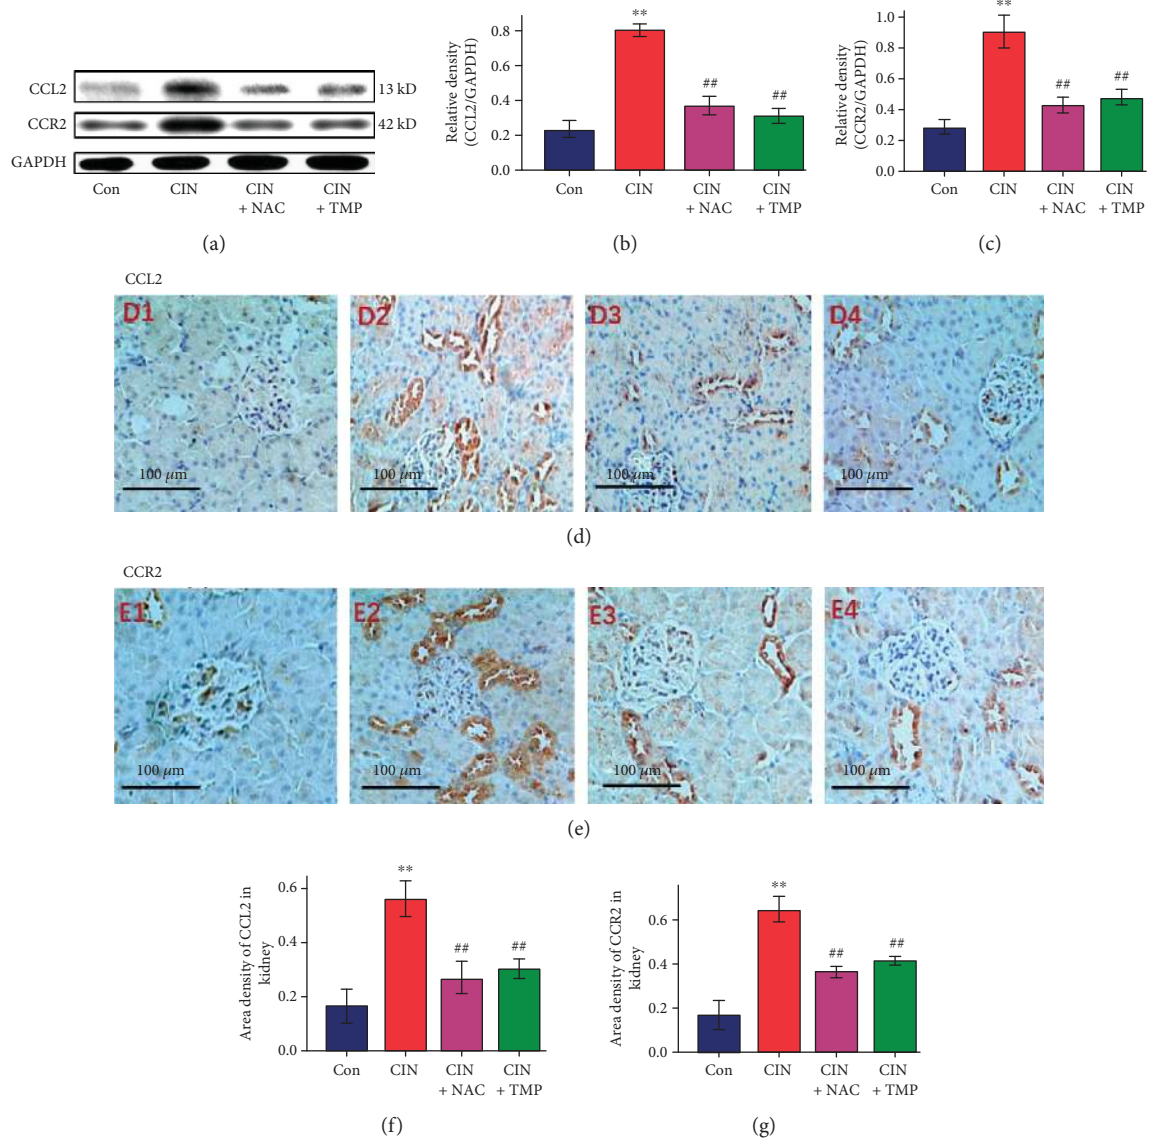 CCL2
13 kD
CCR2
42 kD
GAPDH
Con
CIN
CIN
+ NAC
CIN
+ TMP
(a)
Relative density
(CCL2/GAPDH)
0.8
0.6
0.4
0.2
0.0
**
##
##
Con
CIN
CIN
+ NAC
CIN
+ TMP
(b)
Relative density
(CCR2/GAPDH)
1.0
0.8
0.6
0.4
0.2
0.0
**
##
##
Con
CIN
CIN
+ NAC
CIN
+ TMP
(c)
CCL2
D1
D2
D3
D4
100 μm
100 μm
100 μm
100 μm
(d)
CCR2
E1
E2
E3
E4
100 μm
100 μm
100 μm
100 μm
(e)
Area density of CCL2 in
kidney
0.6
0.4
0.2
0.0
**
##
##
Con
CIN
CIN
+ NAC
CIN
+ TMP
(f)
Area density of CCR2 in
kidney
0.6
0.4
0.2
0.0
**
##
##
Con
CIN
CIN
+ NAC
CIN
+ TMP
(g)